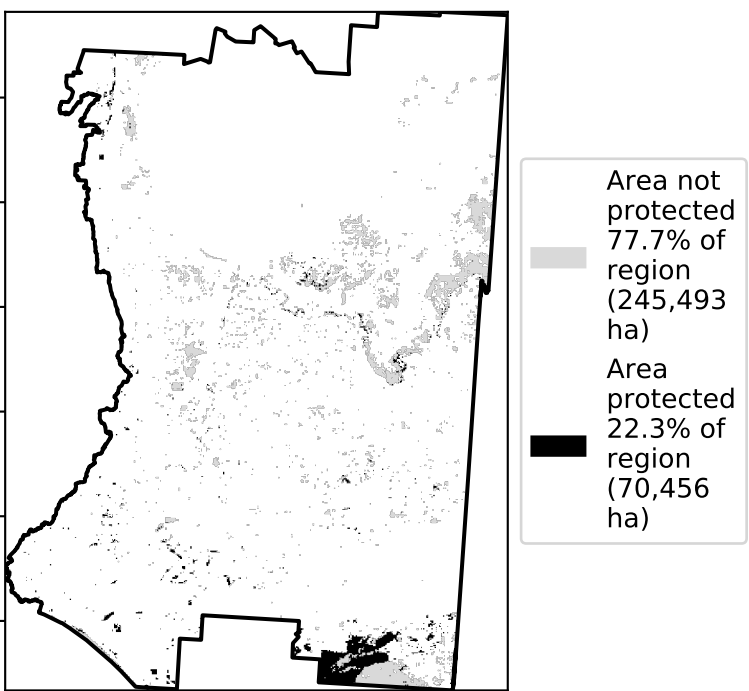 Area not
protected
77.7% of
region
(245,493
ha)
Area
protected
22.3% of
region
(70,456
ha)